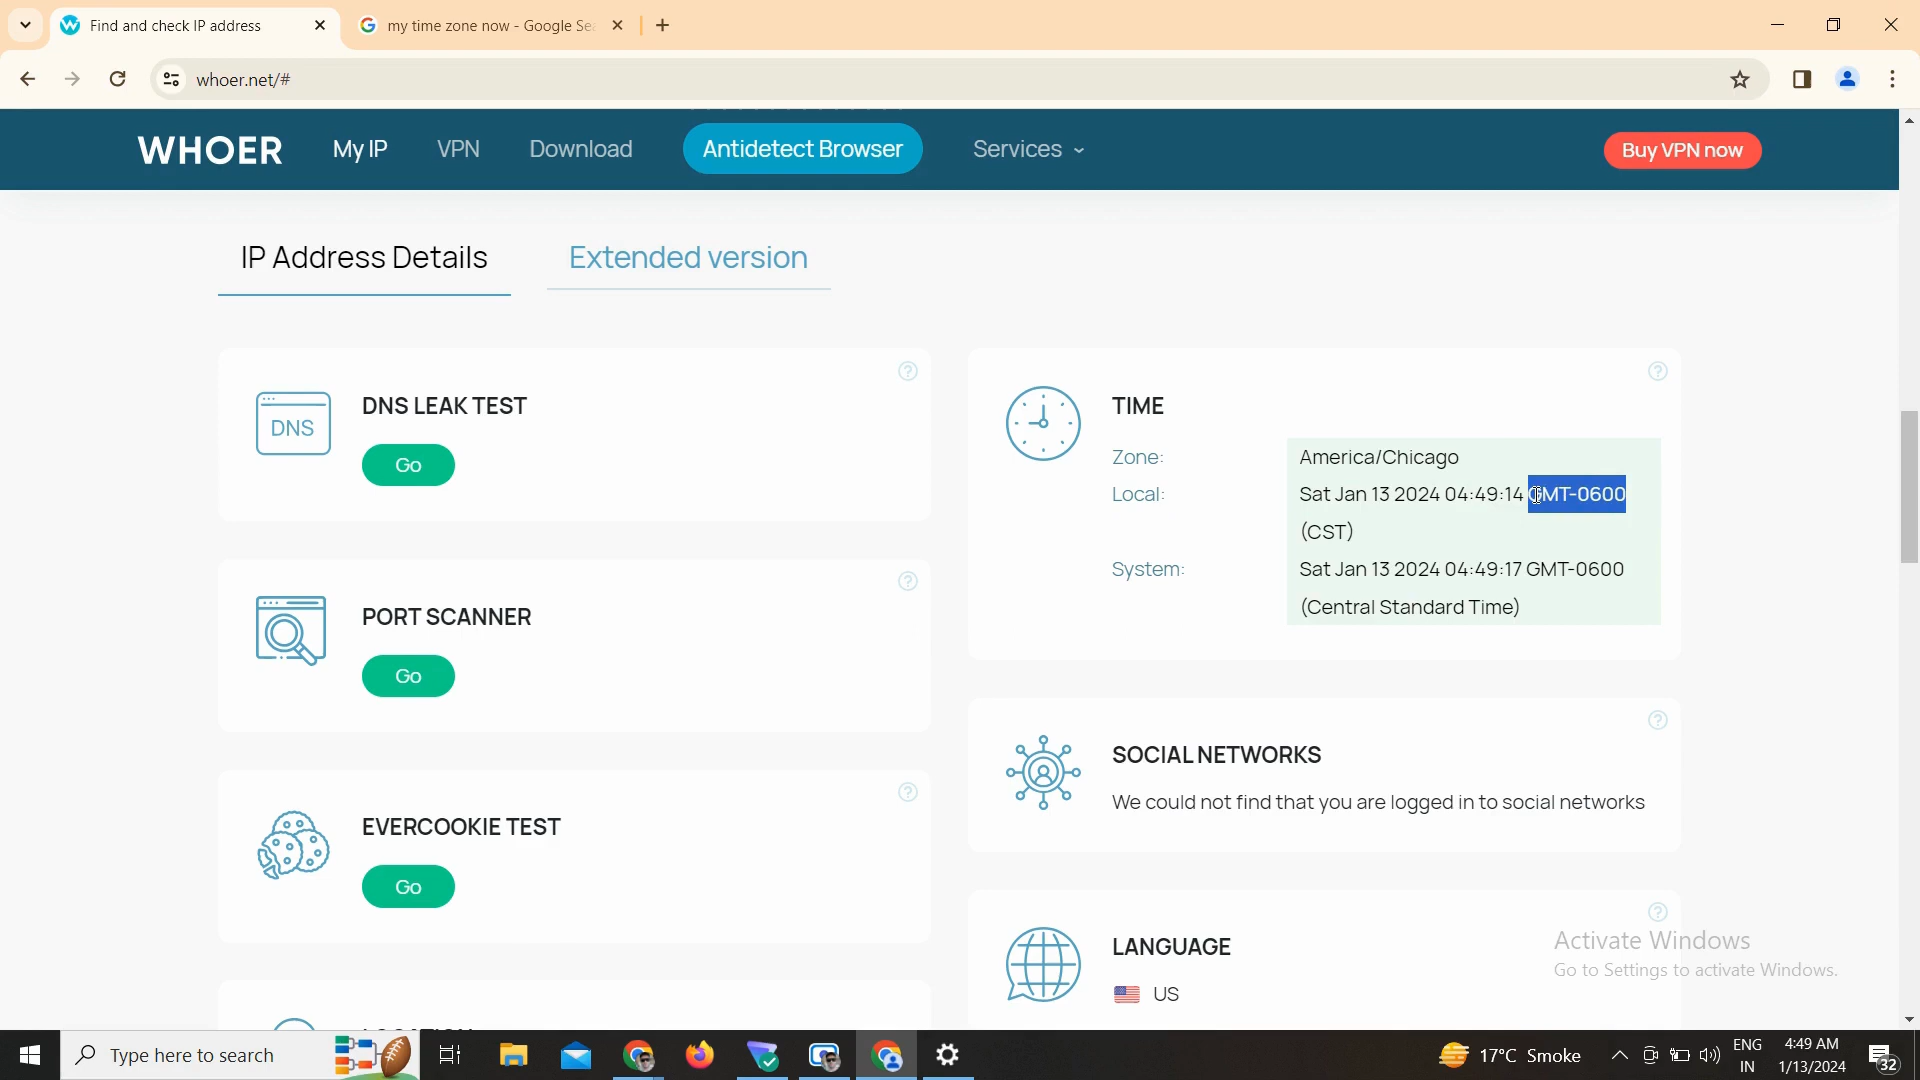 Find and check IP address
my time zone now - Google Sea
whoer.net/#
WHOER
My IP
VPN
Download
Antidetect Browser
Services
Buy VPN now
IP Address Details
Extended version
DNS
DNS LEAK TEST
Go
PORT SCANNER
Go
EVERCOOKIE TEST
Go
TIME
Zone: America/Chicago
Local: Sat Jan 13 2024 04:49:14 GMT-0600
(CST)
System: Sat Jan 13 2024 04:49:17 GMT-0600
(Central Standard Time)
SOCIAL NETWORKS
We could not find that you are logged in to social networks
LANGUAGE
US
Activate Windows
Go to Settings to activate Windows.
Type here to search
17°C Smoke
ENG
IN
4:49 AM
1/13/2024
32